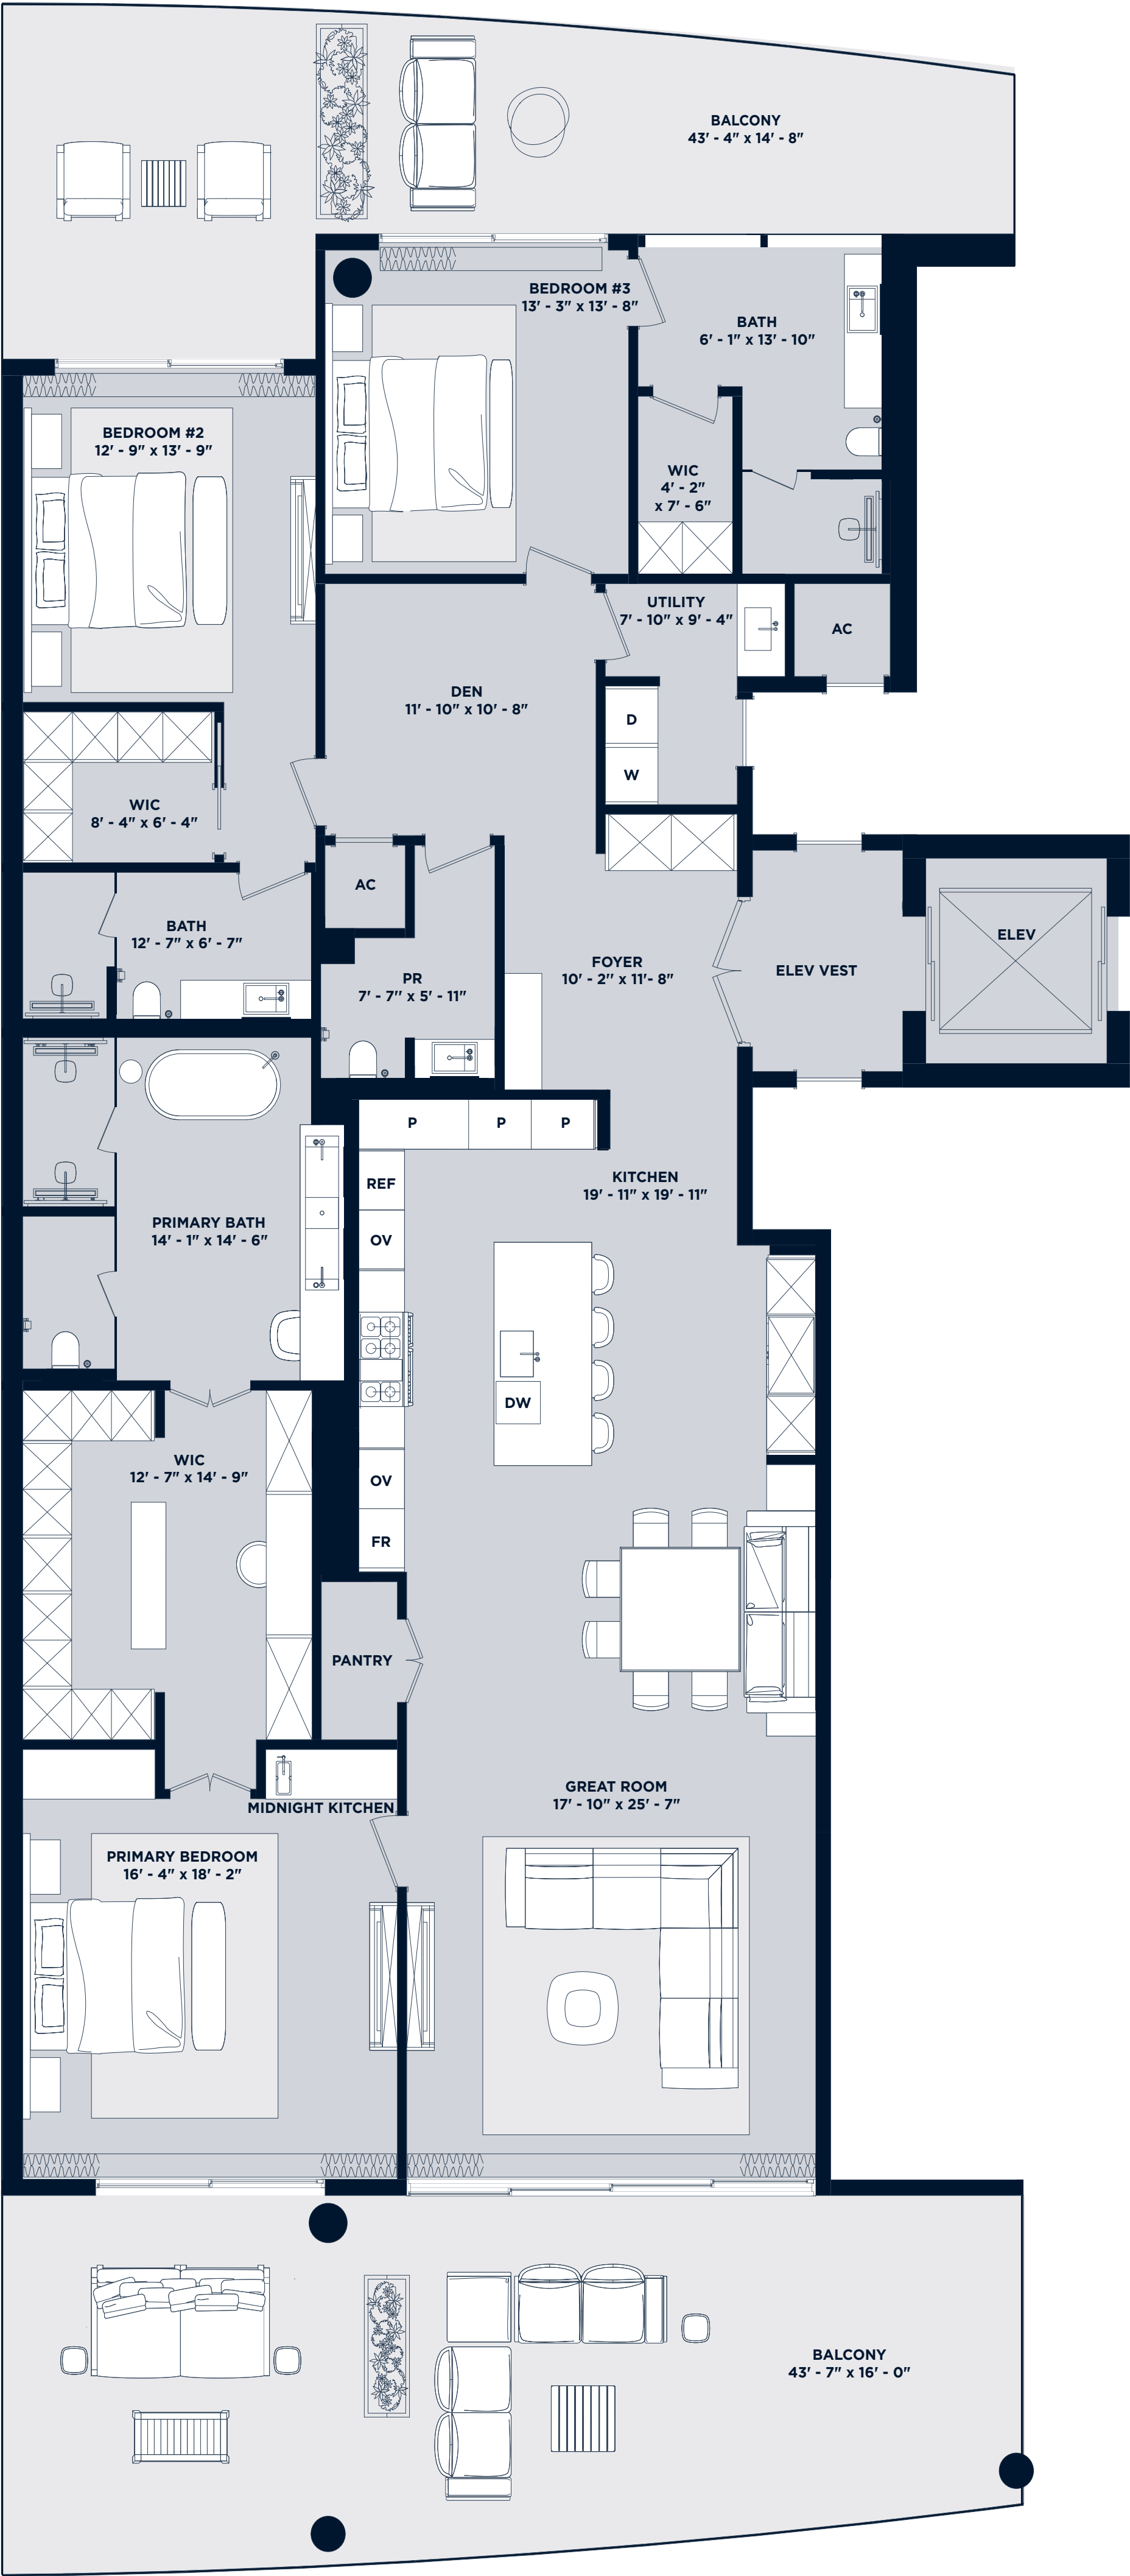 BALCONY
43' - 4" x 14' - 8"
BEDROOM #3
13' - 3" x 13' - 8"
BATH
6' - 1" x 13' - 10"
BEDROOM #2
12' - 9" x 13' - 9"
WIC
4' - 2"
x 7' - 6"
UTILITY
7' - 10" x 9' - 4"
AC
DEN
11' - 10" x 10' - 8"
D
W
WIC
8' - 4" x 6' - 4"
AC
BATH
12' - 7" x 6' - 7"
PR
7' - 7" x 5' - 11"
FOYER
10' - 2'' x 11'- 8"
ELEV VEST
ELEV
P
P
P
KITCHEN
19' - 11" x 19' - 11"
REF
OV
PRIMARY BATH
14' - 1" x 14' - 6"
DW
WIC
12' - 7" x 14' - 9"
OV
FR
PANTRY
GREAT ROOM
17' - 10" x 25' - 7"
MIDNIGHT KITCHEN
PRIMARY BEDROOM
16' - 4" x 18' - 2"
BALCONY
43' - 7" x 16' - 0"